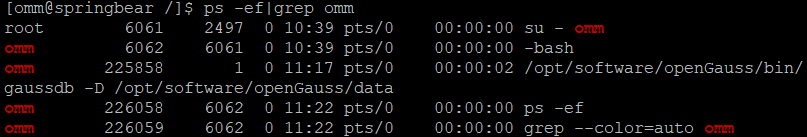 [omm@springbear /]$ ps -ef|grep omm
root        6061    2497  0 10:39 pts/0    00:00:00 su - omm
omm         6062    6061  0 10:39 pts/0    00:00:00 -bash
omm       225858       1  0 11:17 pts/0    00:00:02 /opt/software/openGauss/bin/
gaussdb -D /opt/software/openGauss/data
omm       226058    6062  0 11:22 pts/0    00:00:00 ps -ef
omm       226059    6062  0 11:22 pts/0    00:00:00 grep --color=auto omm